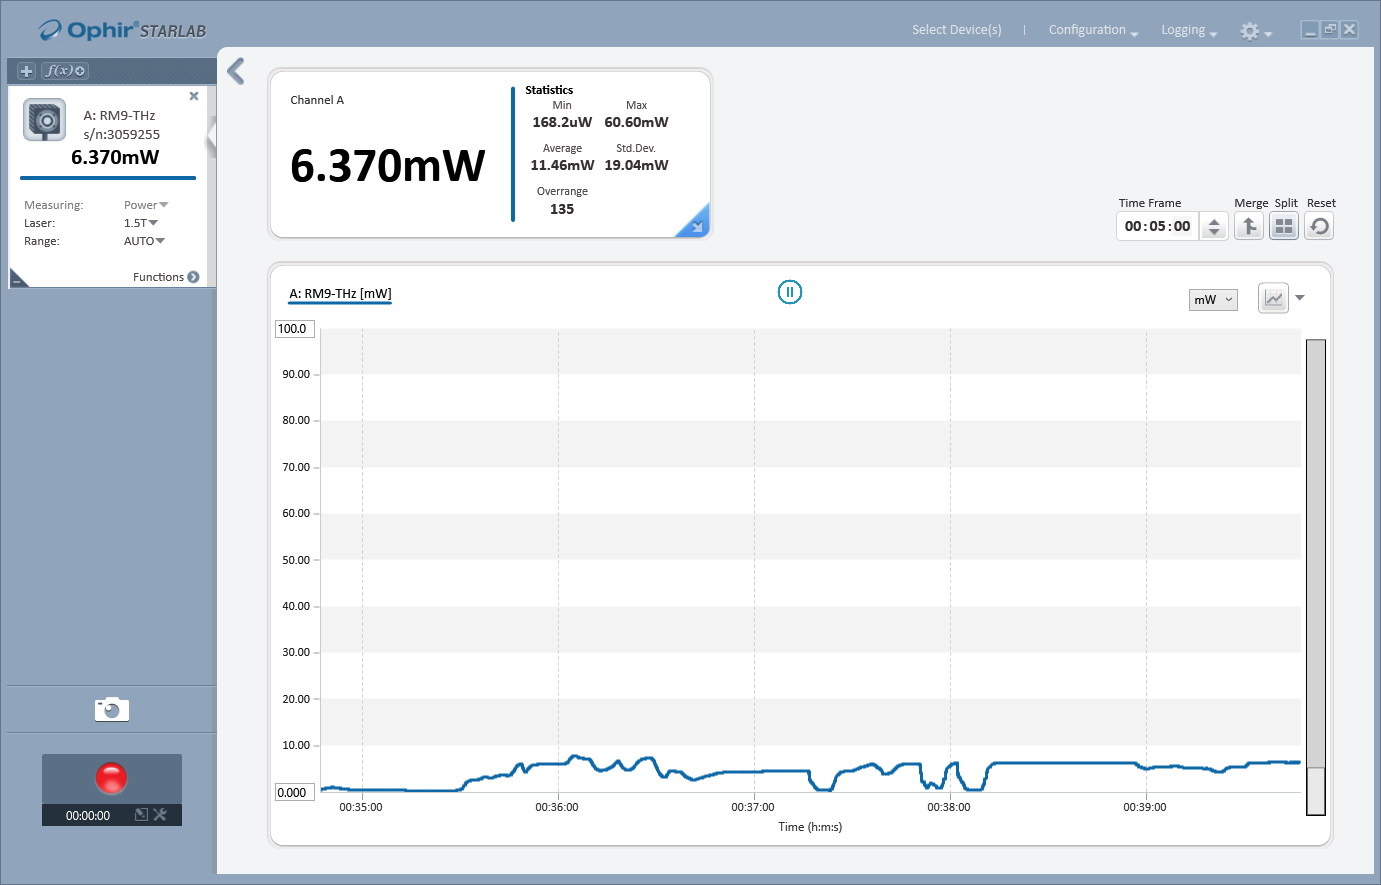 Ophir® STARLAB
Select Device(s) | Configuration Logging
f(x)
A: RM9-THz
s/n:3059255
6.370mW
Measuring: Power
Laser: 1.5T
Range: AUTO
Functions
00:00:00
Channel A
6.370mW
Statistics
Min Max
168.2uW 60.60mW
Average Std.Dev.
11.46mW 19.04mW
Overrange
135
Time Frame Merge Split Reset
00:05:00
A: RM9-THz [mW]
mW
100.0
90.00
80.00
70.00
60.00
50.00
40.00
30.00
20.00
10.00
0.000
00:35:00 00:36:00 00:37:00 00:38:00 00:39:00
Time (h:m:s)